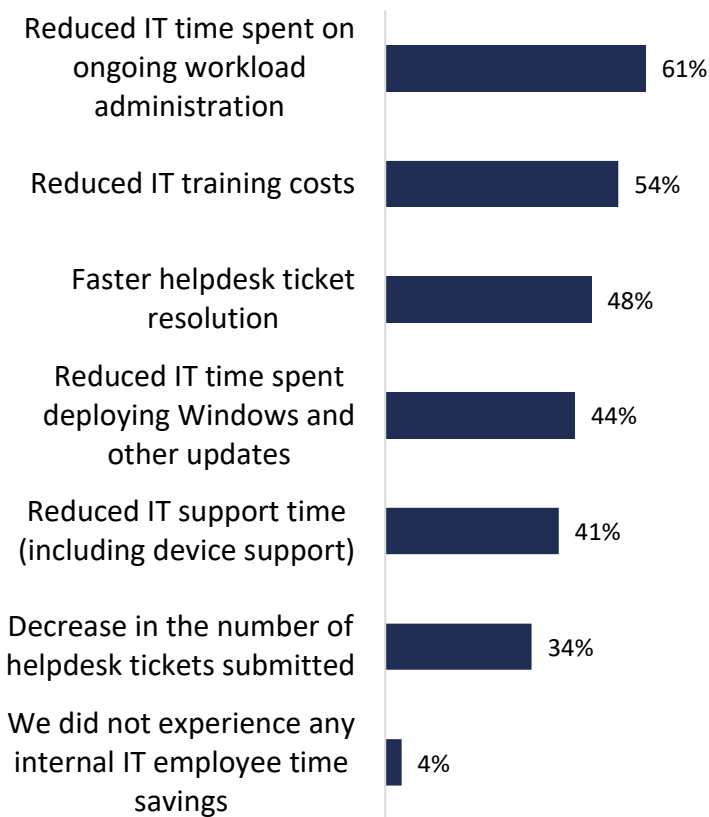 Reduced IT time spent on
ongoing workload
administration
61%
Reduced IT training costs
54%
Faster helpdesk ticket
resolution
48%
Reduced IT time spent
deploying Windows and
other updates
44%
Reduced IT support time
(including device support)
41%
Decrease in the number of
helpdesk tickets submitted
34%
We did not experience any
internal IT employee time
savings
4%